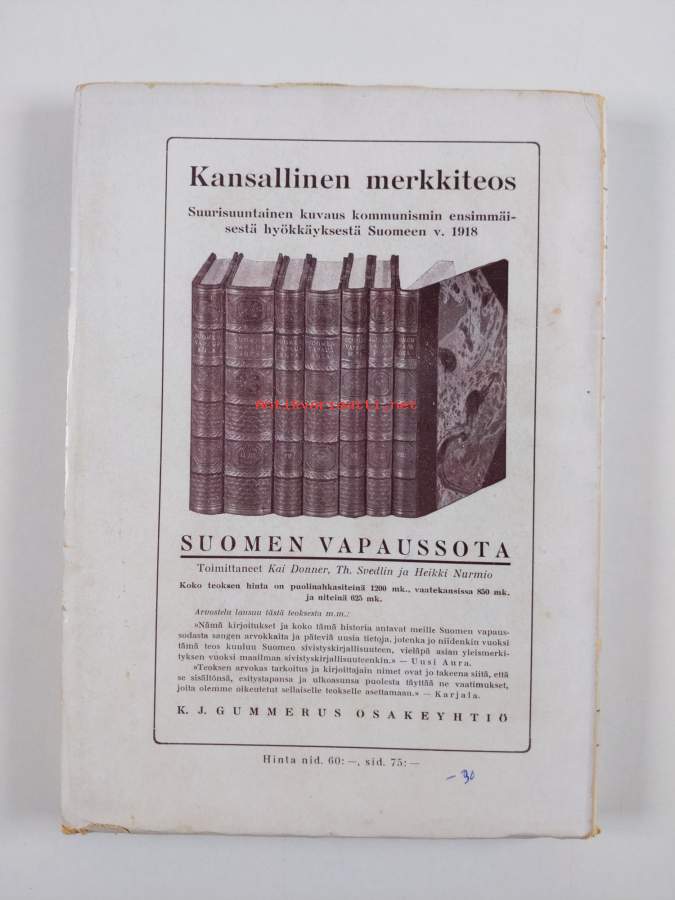 Kansallinen merkkiteos
Suurisuuntainen kuvaus kommunismin ensimmäi-
sestä hyökkäyksestä Suomeen v. 1918
Antikvariaatti.net
SUOMEN VAPAUSSOTA
Toimittaneet Kai Donner, Th. Svedlin ja Heikki Nurmio
Koko teoksen hinta on puolinahkasiteinä 1200 mk., vaatekansissa 850 mk.
ja niteinä 625 mk.
Arvostelu lausuu tästä teoksesta m.m.:
»Nämä kirjoitukset ja koko tämä historia antavat meille Suomen vapaus-
sodasta sangen arvokkaita ja päteviä uusia tietoja, jotenka jo niidenkin vuoksi
tämä teos kuuluu Suomen sivistyskirjallisuuteen, vieläpä asian yleismerki-
tyksen vuoksi maailman sivistyskirjallisuuteenkin.» — Uusi Aura.
»Teoksen arvokas tarkoitus ja kirjoittajain nimet ovat jo takeena siitä, että
se sisältönsä, esitystapansa ja ulkoasunsa puolesta täyttää ne vaatimukset,
joita olemme oikeutetut sellaiselle teokselle asettamaan.» — Karjala.
K. J. GUMMERUS OSAKEYHTIÖ
Hinta nid. 60: —, sid. 75: —
– 30